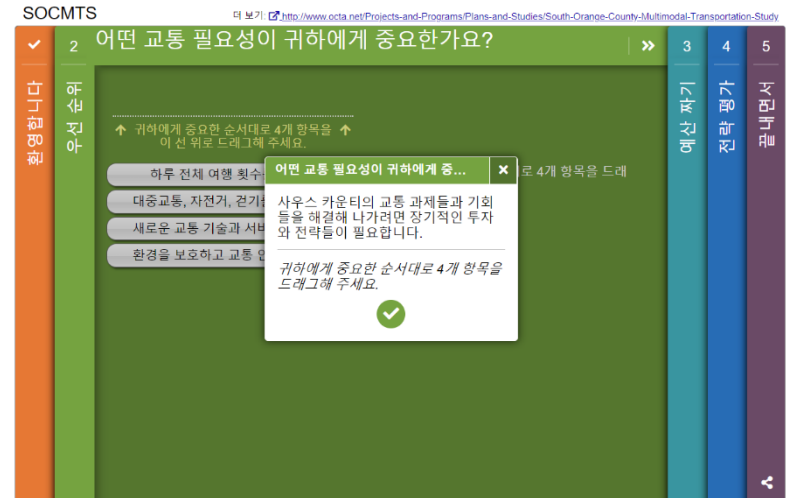 SOCMTS
더 보기: http://www.octa.net/Projects-and-Programs/Plans-and-Studies/South-Orange-County-Multimodal-Transportation-Study
환영합니다
2
우선 순위
어떤 교통 필요성이 귀하에게 중요한가요?
귀하에게 중요한 순서대로 4개 항목을
이 선 위로 드래그해 주세요.
하루 전체 여행 횟수
대중교통, 자전거, 걷기
새로운 교통 기술과
환경을 보호하고 교통
로 4개 항목을 드래
어떤 교통 필요성이 귀하에게 중...
사우스 카운티의 교통 과제들과 기회
들을 해결해 나가려면 장기적인 투자
와 전략들이 필요합니다.
귀하에게 중요한 순서대로 4개 항목을
드래그해 주세요.
3
예산 짜기
4
전략 평가
5
끝내면서